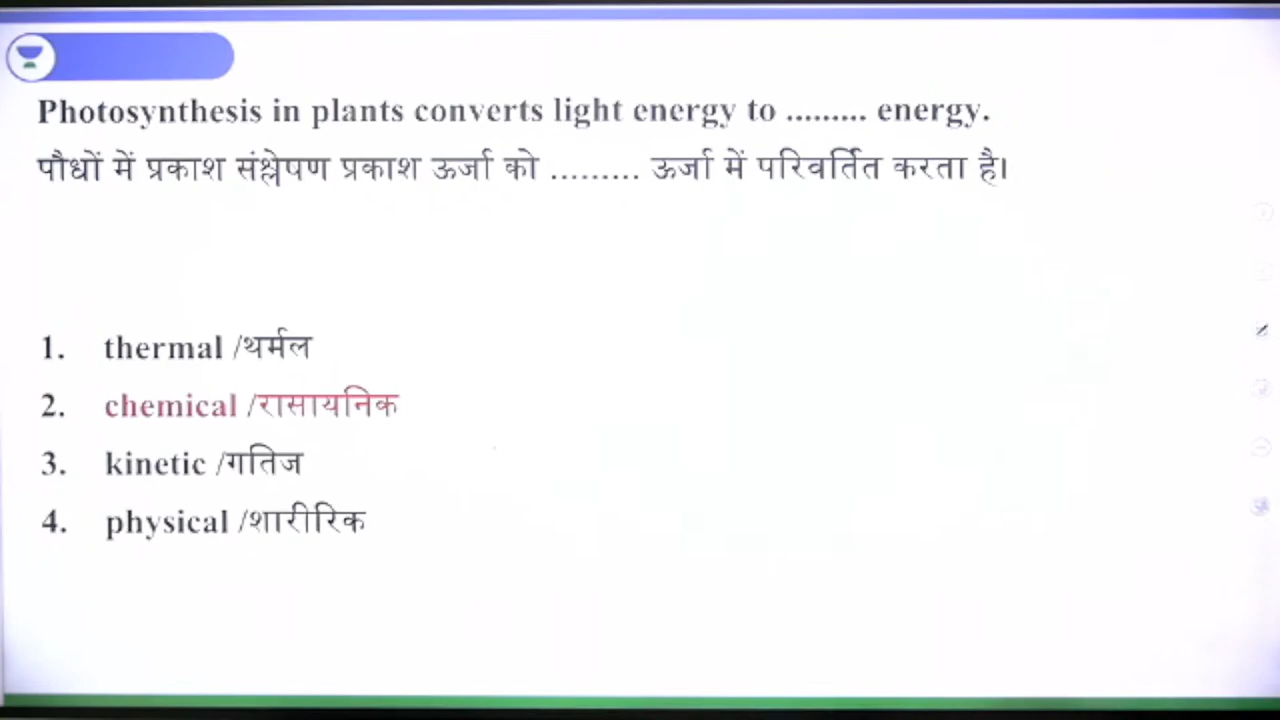 Photosynthesis in plants converts light energy to ......... energy.
पौधों में प्रकाश संश्लेषण प्रकाश ऊर्जा को ......... ऊर्जा में परिवर्तित करता है।
1. thermal /थर्मल
2. chemical /रासायनिक
3. kinetic /गतिज
4. physical /शारीरिक